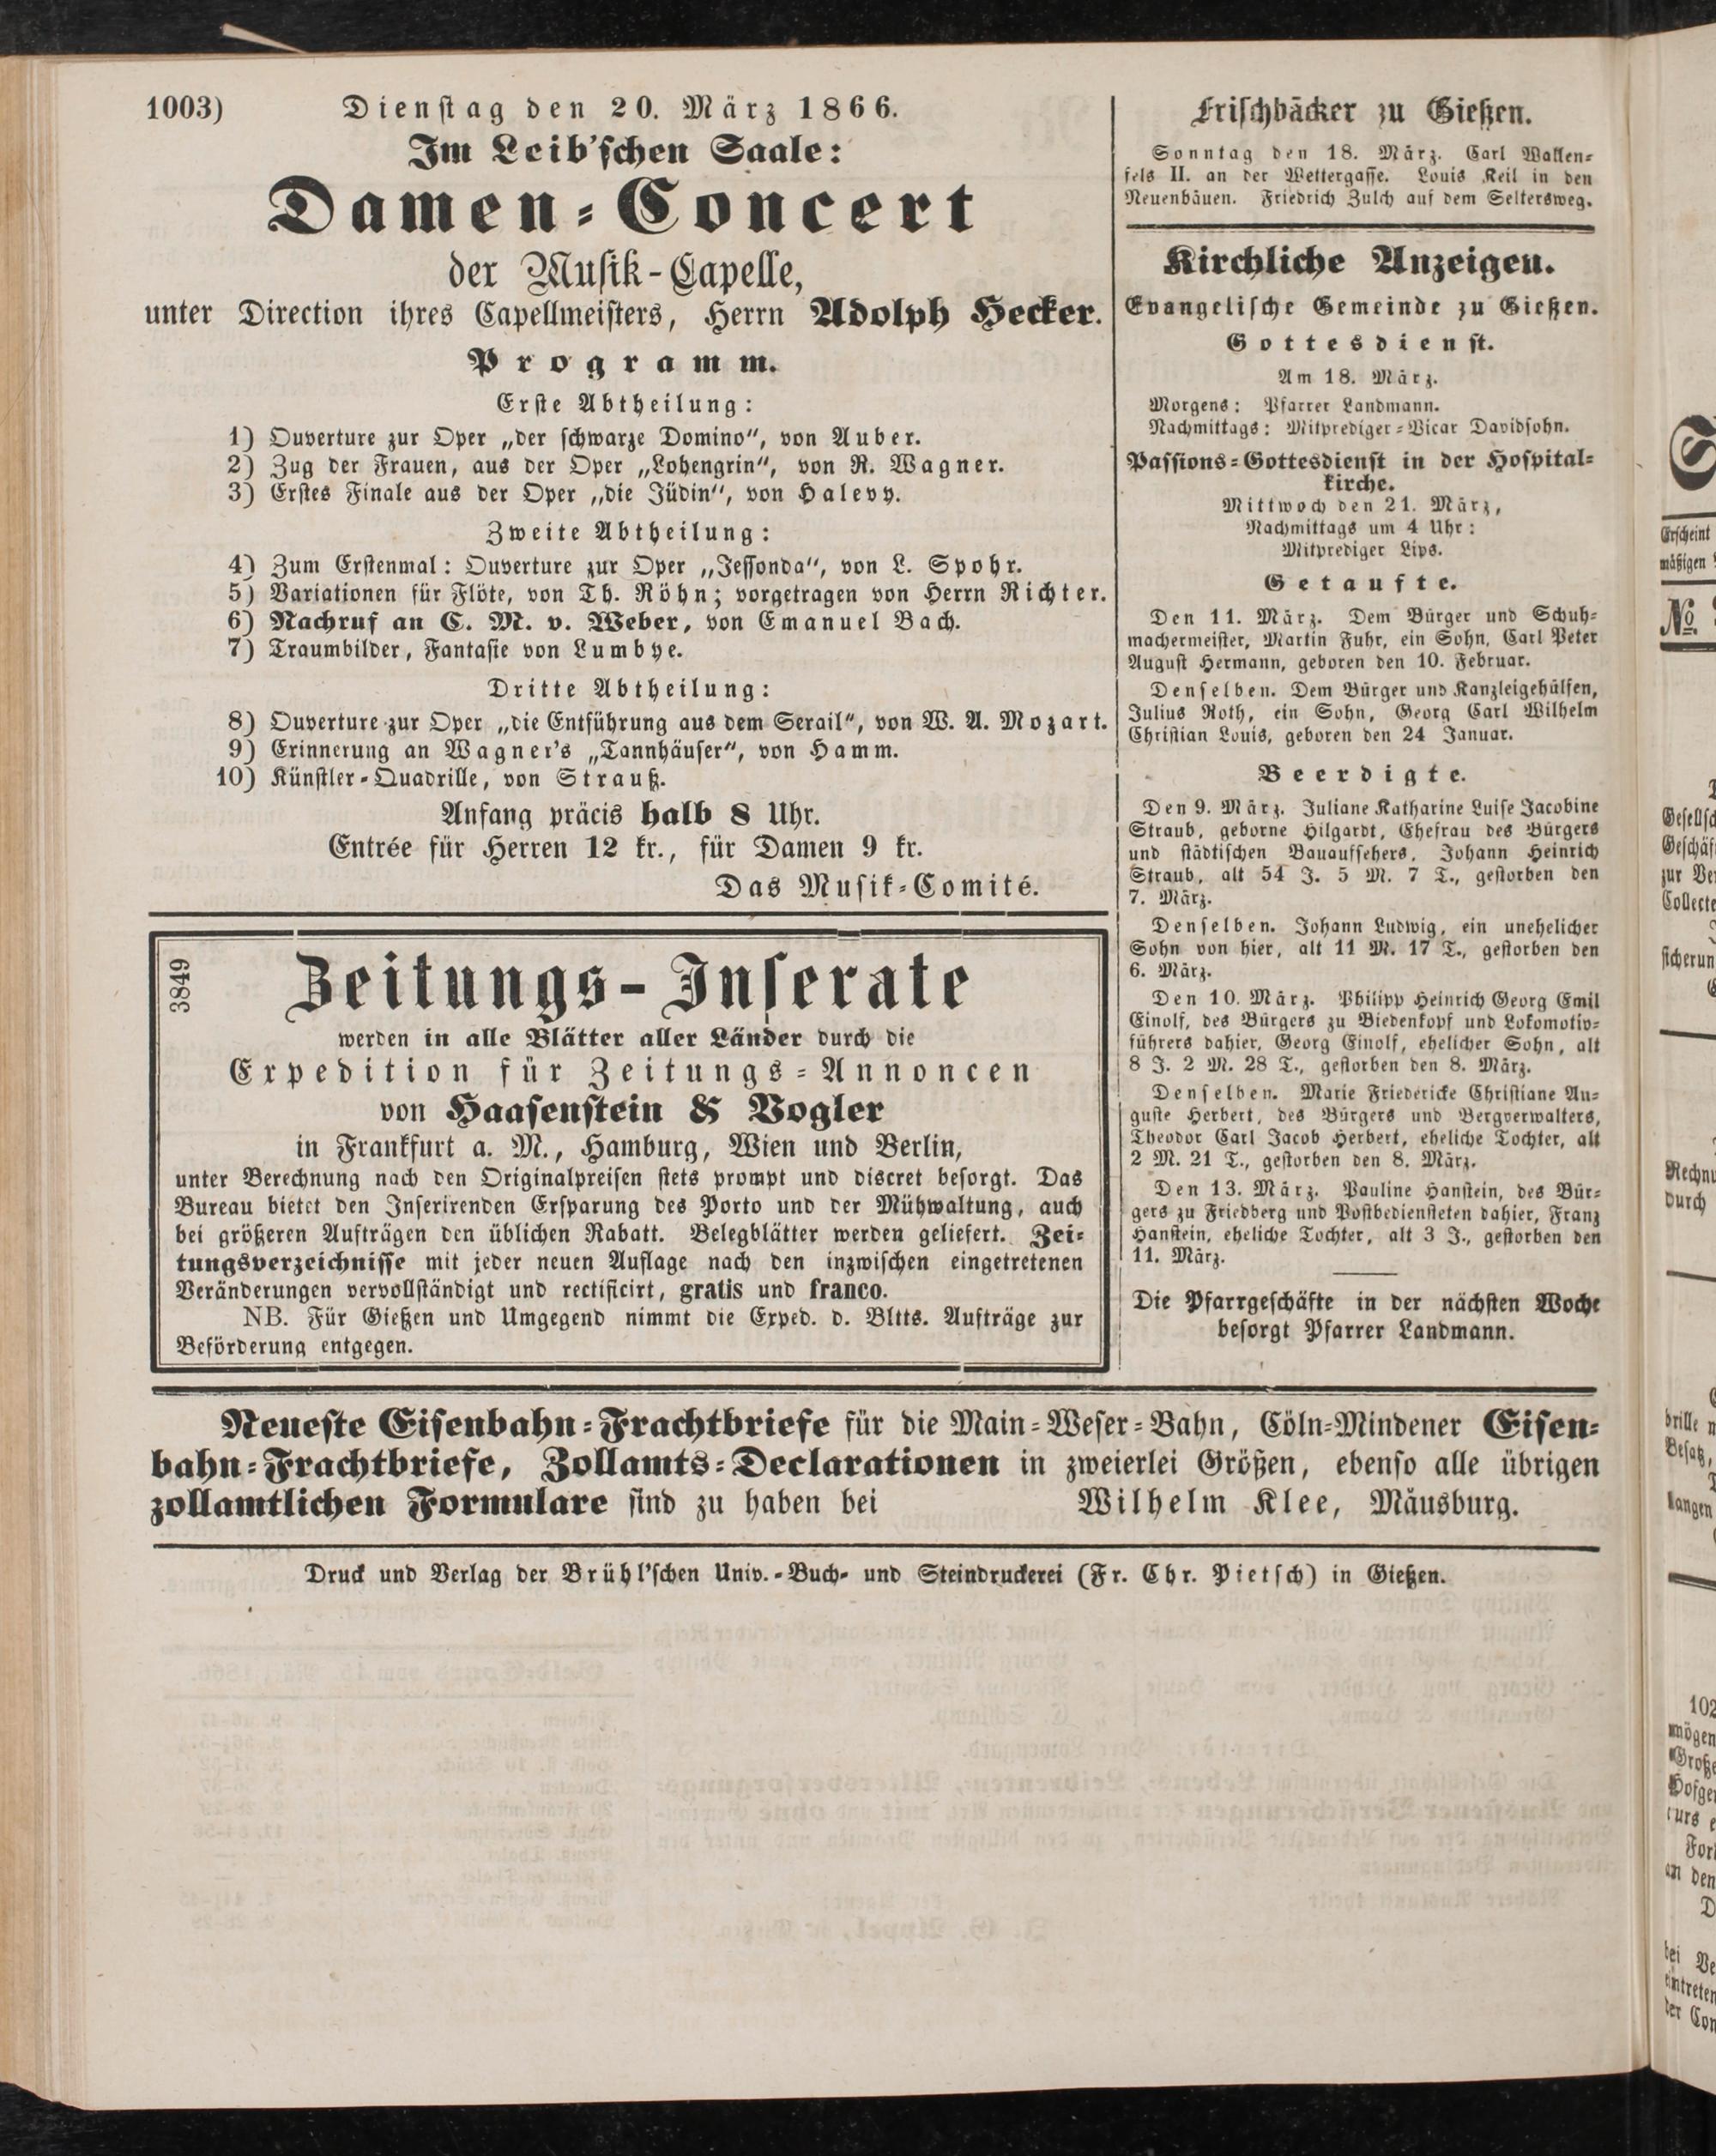 1003) Dienstag den 20. März 1866.
Im Leib'schen Saale:
Damen-Concert
der Musik-Capelle,
unter Direction ihres Capellmeisters, Herrn Adolph Hecker.
Programm.
Erste Abtheilung:
1) Ouverture zur Oper „der schwarze Domino", von Auber.
2) Zug der Frauen, aus der Oper „Lohengrin", von R. Wagner.
3) Erstes Finale aus der Oper „die Jüdin", von Halevy.
Zweite Abtheilung:
4) Zum Erstenmal: Ouverture zur Oper „Jessonda", von L. Spohr.
5) Variationen für Flöte, von Th. Röhn; vorgetragen von Herrn Richter.
6) Nachruf an C. M. v. Weber, von Emanuel Bach.
7) Traumbilder, Fantasie von Lumbye.
Dritte Abtheilung:
8) Ouverture zur Oper „die Entführung aus dem Serail", von W. A. Mozart.
9) Erinnerung an Wagner's „Tannhäuser", von Hamm.
10) Künstler-Quadrille, von Strauß.
Anfang präcis halb 8 Uhr.
Entrée für Herren 12 kr., für Damen 9 kr.
Das Musik-Comité.
3849
Zeitungs-Inserate
werden in alle Blätter aller Länder durch die
Expedition für Zeitungs-Annoncen
von Haasenstein & Vogler
in Frankfurt a. M., Hamburg, Wien und Berlin,
unter Berechnung nach den Originalpreisen stets prompt und discret besorgt. Das
Bureau bietet den Inserirenden Ersparung des Porto und der Mühwaltung, auch
bei größeren Aufträgen den üblichen Rabatt. Belegblätter werden geliefert. Zei-
tungsverzeichnisse mit jeder neuen Auflage nach den inzwischen eingetretenen
Veränderungen vervollständigt und rectificirt, gratis und franco.
NB. Für Gießen und Umgegend nimmt die Exped. d. Bltts. Aufträge zur
Beförderung entgegen.
Frischbäcker zu Gießen.
Sonntag den 18. März. Carl Wallen-
fels II. an der Wettergasse. Louis Keil in den
Neuenbäuen. Friedrich Zulch auf dem Seltersweg.
Kirchliche Anzeigen.
Evangelische Gemeinde zu Gießen.
Gottesdienst.
Am 18. März.
Morgens: Pfarrer Landmann.
Nachmittags: Mitprediger-Vicar Davidsohn.
Passions-Gottesdienst in der Hospital-
kirche.
Mittwoch den 21. März,
Nachmittags um 4 Uhr:
Mitprediger Lips.
Getaufte.
Den 11. März. Dem Bürger und Schuh-
machermeister, Martin Fuhr, ein Sohn, Carl Peter
August Hermann, geboren den 10. Februar.
Denselben. Dem Bürger und Kanzleigehülfen,
Julius Roth, ein Sohn, Georg Carl Wilhelm
Christian Louis, geboren den 24 Januar.
Beerdigte.
Den 9. März. Juliane Katharine Luise Jacobine
Straub, geborne Hilgardt, Ehefrau des Bürgers
und städtischen Bauaufsehers, Johann Heinrich
Straub, alt 54 J. 5 M. 7 T., gestorben den
7. März.
Denselben. Johann Ludwig, ein unehelicher
Sohn von hier, alt 11 M. 17 T., gestorben den
6. März.
Den 10. März. Philipp Heinrich Georg Emil
Einolf, des Bürgers zu Biedenkopf und Lokomotiv-
führers dahier, Georg Einolf, ehelicher Sohn, alt
8 J. 2 M. 28 T., gestorben den 8. März.
Denselben. Marie Friedericke Christiane Au-
guste Herbert, des Bürgers und Bergverwalters,
Theodor Carl Jacob Herbert, eheliche Tochter, alt
2 M. 21 T., gestorben den 8. März.
Den 13. März. Pauline Hanstein, des Bür-
gers zu Friedberg und Postbediensteten dahier, Franz
Hanstein, eheliche Tochter, alt 3 J., gestorben den
11. März.
Die Pfarrgeschäfte in der nächsten Woche
besorgt Pfarrer Landmann.
Neueste Eisenbahn-Frachtbriefe für die Main-Weser-Bahn, Cöln-Mindener Eisen-
bahn-Frachtbriefe, Zollamts-Declarationen in zweierlei Größen, ebenso alle übrigen
zollamtlichen Formulare sind zu haben bei Wilhelm Klee, Mäusburg.
Druck und Verlag der Brühl'schen Univ.-Buch- und Steindruckerei (Fr. Chr. Pietsch) in Gießen.